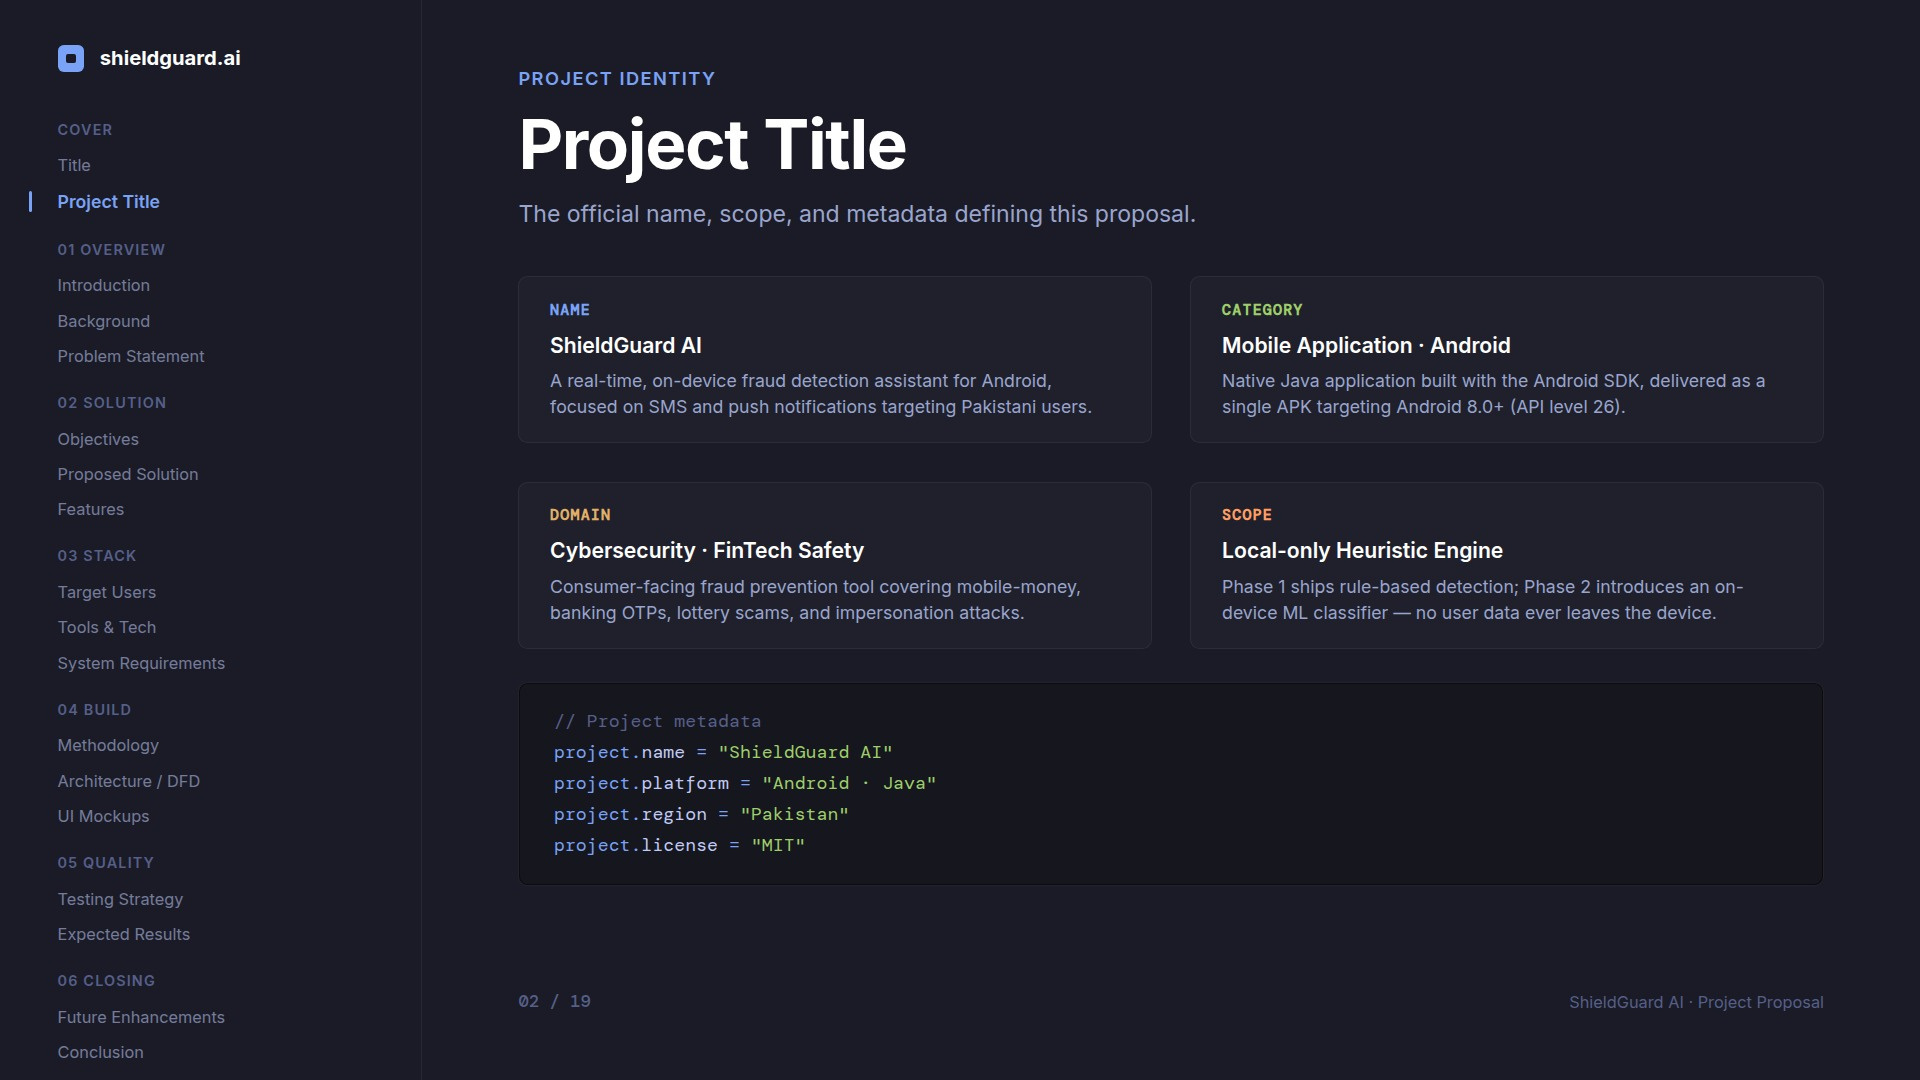 shieldguard.ai
COVER
Title
Project Title
01 OVERVIEW
Introduction
Background
Problem Statement
02 SOLUTION
Objectives
Proposed Solution
Features
03 STACK
Target Users
Tools & Tech
System Requirements
04 BUILD
Methodology
Architecture / DFD
UI Mockups
05 QUALITY
Testing Strategy
Expected Results
06 CLOSING
Future Enhancements
Conclusion
PROJECT IDENTITY
Project Title
The official name, scope, and metadata defining this proposal.
NAME
ShieldGuard AI
A real-time, on-device fraud detection assistant for Android,
focused on SMS and push notifications targeting Pakistani users.
CATEGORY
Mobile Application · Android
Native Java application built with the Android SDK, delivered as a
single APK targeting Android 8.0+ (API level 26).
DOMAIN
Cybersecurity · FinTech Safety
Consumer-facing fraud prevention tool covering mobile-money,
banking OTPs, lottery scams, and impersonation attacks.
SCOPE
Local-only Heuristic Engine
Phase 1 ships rule-based detection; Phase 2 introduces an on-
device ML classifier — no user data ever leaves the device.
// Project metadata
project.name = "ShieldGuard AI"
project.platform = "Android · Java"
project.region = "Pakistan"
project.license = "MIT"
02 / 19
ShieldGuard AI · Project Proposal